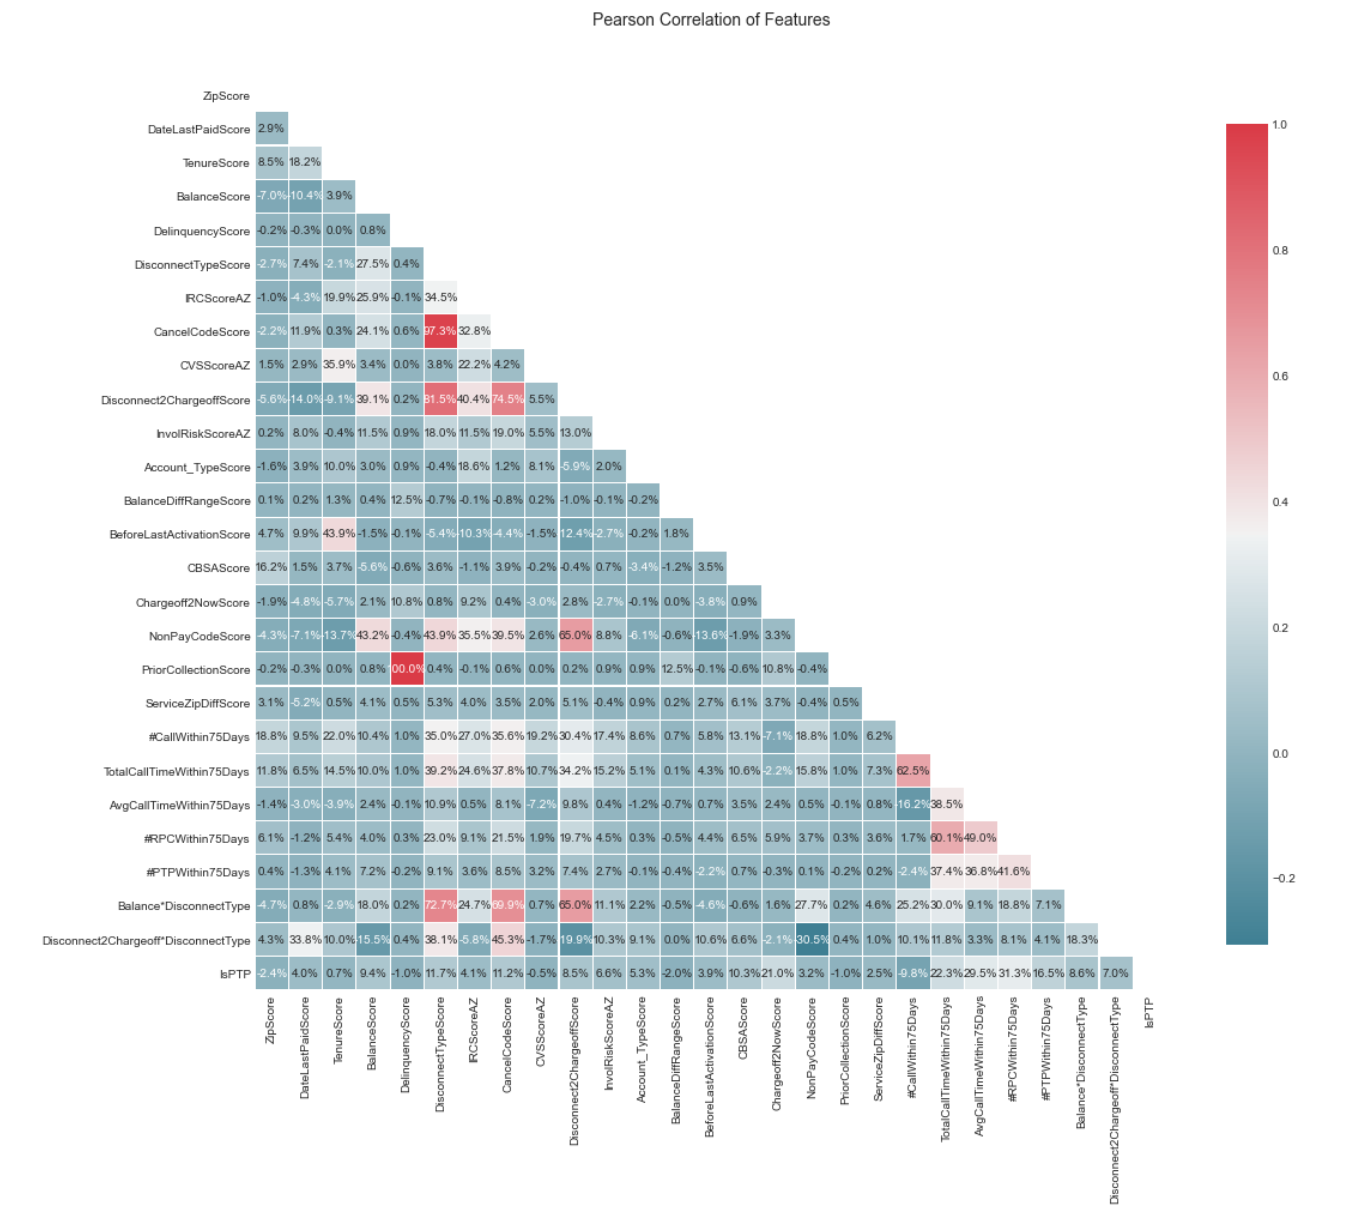 Pearson Correlation of Features
ZipScore
DateLastPaidScore 2.9%
TenureScore 8.5% 18.2%
BalanceScore -7.0% -10.4% 3.9%
DelinquencyScore -0.2% -0.3% 0.0% 0.8%
DisconnectTypeScore -2.7% 7.4% -2.1% 27.5% 0.4%
IRCScoreAZ -1.0% -4.3% 19.9% 25.9% -0.1% 34.5%
CancelCodeScore -2.2% 11.9% 0.3% 24.1% 0.6% 97.3% 32.8%
CVSScoreAZ 1.5% 2.9% 35.9% 3.4% 0.0% 3.8% 22.2% 4.2%
Disconnect2ChargeoffScore -5.6% -14.0% -9.1% 39.1% 0.2% 81.5% 40.4% 74.5% 5.5%
InvolRiskScoreAZ 0.2% 8.0% -0.4% 11.5% 0.9% 18.0% 11.5% 19.0% 5.5% 13.0%
Account_TypeScore -1.6% 3.9% 10.0% 3.0% 0.9% -0.4% 18.6% 1.2% 8.1% -5.9% 2.0%
BalanceDiffRangeScore 0.1% 0.2% 1.3% 0.4% 12.5% -0.7% -0.1% -0.8% 0.2% -1.0% -0.1% -0.2%
BeforeLastActivationScore 4.7% 9.9% 43.9% -1.5% -0.1% -5.4% -10.3% -4.4% -1.5% -12.4% -2.7% -0.2% 1.8%
CBSAScore 16.2% 1.5% 3.7% -5.6% -0.6% 3.6% -1.1% 3.9% -0.2% -0.4% 0.7% -3.4% -1.2% 3.5%
Chargeoff2NowScore -1.9% -4.8% -5.7% 2.1% 10.8% 0.8% 9.2% 0.4% -3.0% 2.8% -2.7% -0.1% 0.0% -3.8% 0.9%
NonPayCodeScore -4.3% -7.1% -13.7% 43.2% -0.4% 43.9% 35.5% 39.5% 2.6% 65.0% 8.8% -6.1% -0.6% -13.6% -1.9% 3.3%
PriorCollectionScore -0.2% -0.3% 0.0% 0.8% 100.0% 0.4% -0.1% 0.6% 0.0% 0.2% 0.9% 0.9% 12.5% -0.1% -0.6% 10.8% -0.4%
ServiceZipDiffScore 3.1% -5.2% 0.5% 4.1% 0.5% 5.3% 4.0% 3.5% 2.0% 5.1% -0.4% 0.9% 0.2% 2.7% 6.1% 3.7% -0.4% 0.5%
#CallWithin75Days 18.8% 9.5% 22.0% 10.4% 1.0% 35.0% 27.0% 35.6% 19.2% 30.4% 17.4% 8.6% 0.7% 5.8% 13.1% -7.1% 18.8% 1.0% 6.2%
TotalCallTimeWithin75Days 11.8% 6.5% 14.5% 10.0% 1.0% 39.2% 24.6% 37.8% 10.7% 34.2% 15.2% 5.1% 0.1% 4.3% 10.6% -2.2% 15.8% 1.0% 7.3% 62.5%
AvgCallTimeWithin75Days -1.4% -3.0% -3.9% 2.4% -0.1% 10.9% 0.5% 8.1% -7.2% 9.8% 0.4% -1.2% -0.7% 0.7% 3.5% 2.4% 0.5% -0.1% 0.8% -16.2% 38.5%
#RPCWithin75Days 6.1% -1.2% 5.4% 4.0% 0.3% 23.0% 9.1% 21.5% 1.9% 19.7% 4.5% 0.3% -0.5% 4.4% 6.5% 5.9% 3.7% 0.3% 3.6% 1.7% 60.1% 49.0%
#PTPWithin75Days 0.4% -1.3% 4.1% 7.2% -0.2% 9.1% 3.6% 8.5% 3.2% 7.4% 2.7% -0.1% -0.4% -2.2% 0.7% -0.3% 0.1% -0.2% 0.2% -2.4% 37.4% 36.8% 41.6%
Balance*DisconnectType -4.7% 0.8% -2.9% 18.0% 0.2% 72.7% 24.7% 69.9% 0.7% 65.0% 11.1% 2.2% -0.5% -4.6% -0.6% 1.6% 27.7% 0.2% 4.6% 25.2% 30.0% 9.1% 18.8% 7.1%
Disconnect2Chargeoff*DisconnectType 4.3% 33.8% 10.0% -15.5% 0.4% 38.1% -5.8% 45.3% -1.7% -19.9% 10.3% 9.1% 0.0% 10.6% 6.6% -2.1% -30.5% 0.4% 1.0% 10.1% 11.8% 3.3% 8.1% 4.1% 18.3%
IsPTP -2.4% 4.0% 0.7% 9.4% -1.0% 11.7% 4.1% 11.2% -0.5% 8.5% 6.6% 5.3% -2.0% 3.9% 10.3% 21.0% 3.2% -1.0% 2.5% -9.8% 22.3% 29.5% 31.3% 16.5% 8.6% 7.0%
ZipScore
DateLastPaidScore
TenureScore
BalanceScore
DelinquencyScore
DisconnectTypeScore
IRCScoreAZ
CancelCodeScore
CVSScoreAZ
Disconnect2ChargeoffScore
InvolRiskScoreAZ
Account_TypeScore
BalanceDiffRangeScore
BeforeLastActivationScore
CBSAScore
Chargeoff2NowScore
NonPayCodeScore
PriorCollectionScore
ServiceZipDiffScore
#CallWithin75Days
TotalCallTimeWithin75Days
AvgCallTimeWithin75Days
#RPCWithin75Days
#PTPWithin75Days
Balance*DisconnectType
Disconnect2Chargeoff*DisconnectType
IsPTP
1.0
0.8
0.6
0.4
0.2
0.0
−0.2